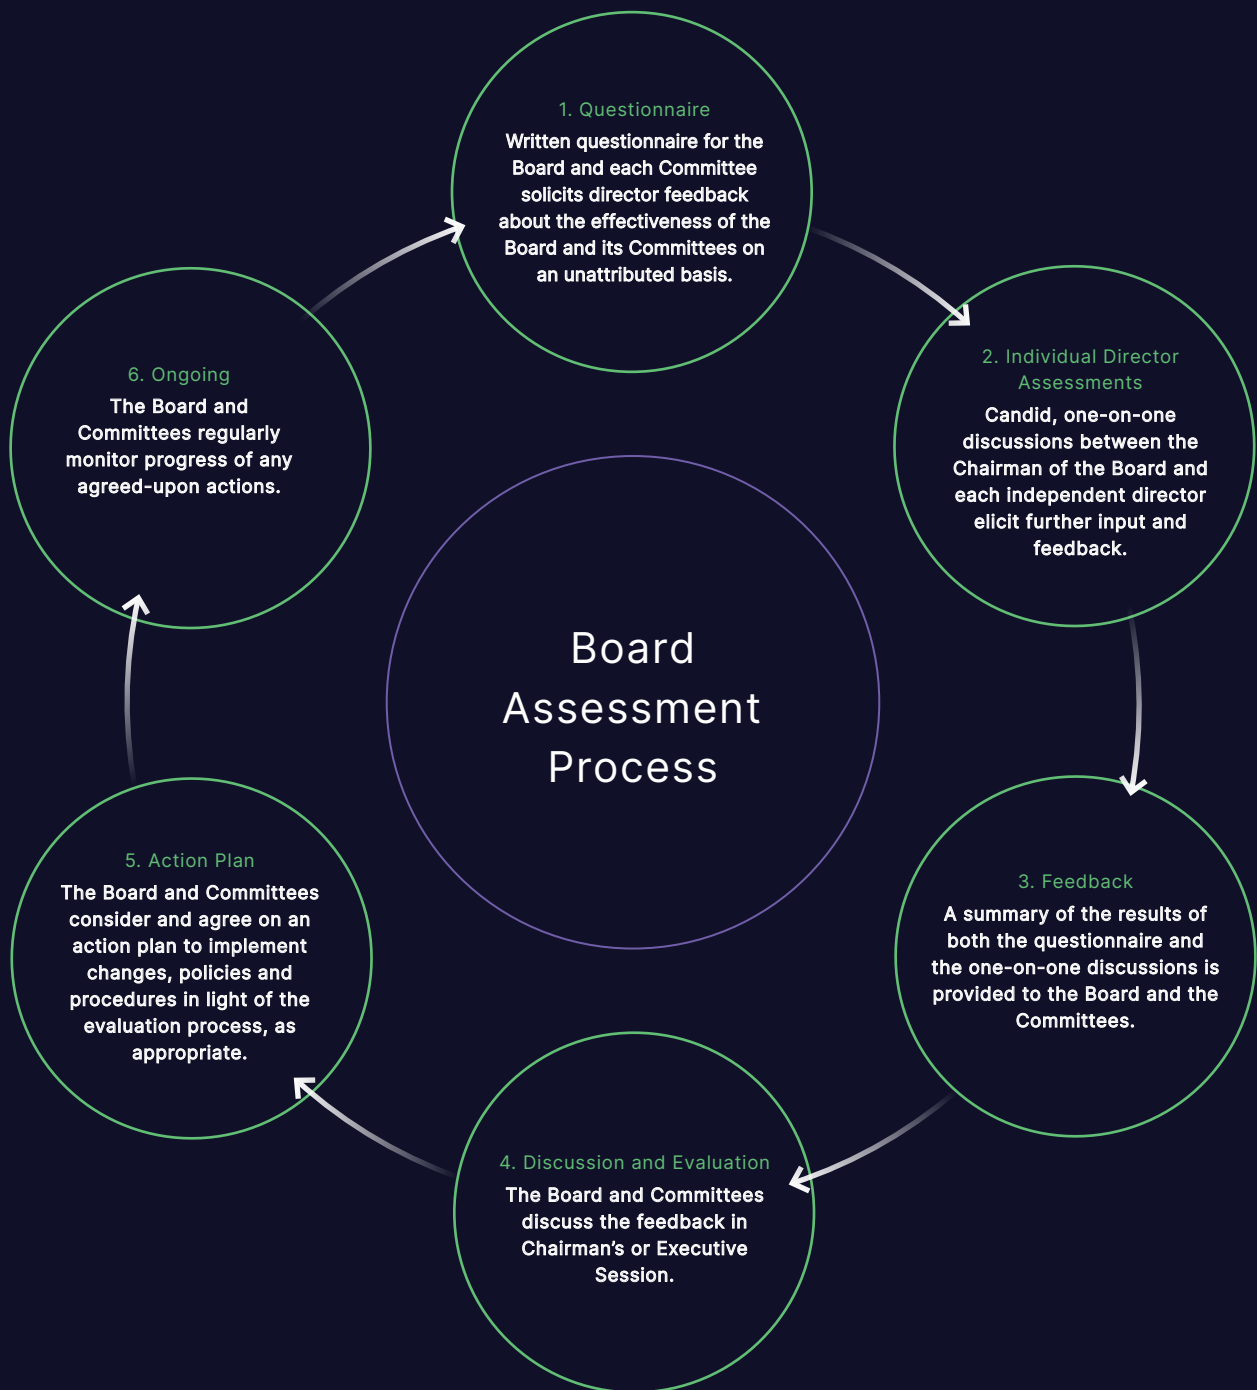 1. Questionnaire
Written questionnaire for the
Board and each Committee
solicits director feedback
about the effectiveness of the
Board and its Committees on
an unattributed basis.
2. Individual Director
Assessments
Candid, one-on-one
discussions between the
Chairman of the Board and
each independent director
elicit further input and
feedback.
3. Feedback
A summary of the results of
both the questionnaire and
the one-on-one discussions is
provided to the Board and the
Committees.
4. Discussion and Evaluation
The Board and Committees
discuss the feedback in
Chairman’s or Executive
Session.
5. Action Plan
The Board and Committees
consider and agree on an
action plan to implement
changes, policies and
procedures in light of the
evaluation process, as
appropriate.
6. Ongoing
The Board and
Committees regularly
monitor progress of any
agreed-upon actions.
Board
Assessment
Process